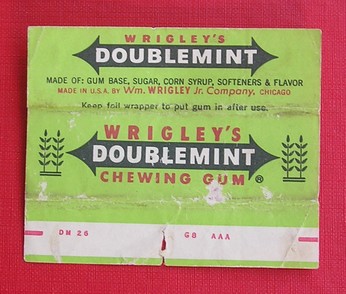 WRIGLEY'S
DOUBLEMINT
MADE OF: GUM BASE, SUGAR, CORN SYRUP, SOFTENERS & FLAVOR
MADE IN U.S.A. BY Wm. WRIGLEY Jr. Company, CHICAGO
Keep foil wrapper to put gum in after use.
WRIGLEY'S
DOUBLEMINT
CHEWING GUM ®
DM 26 G8 AAA